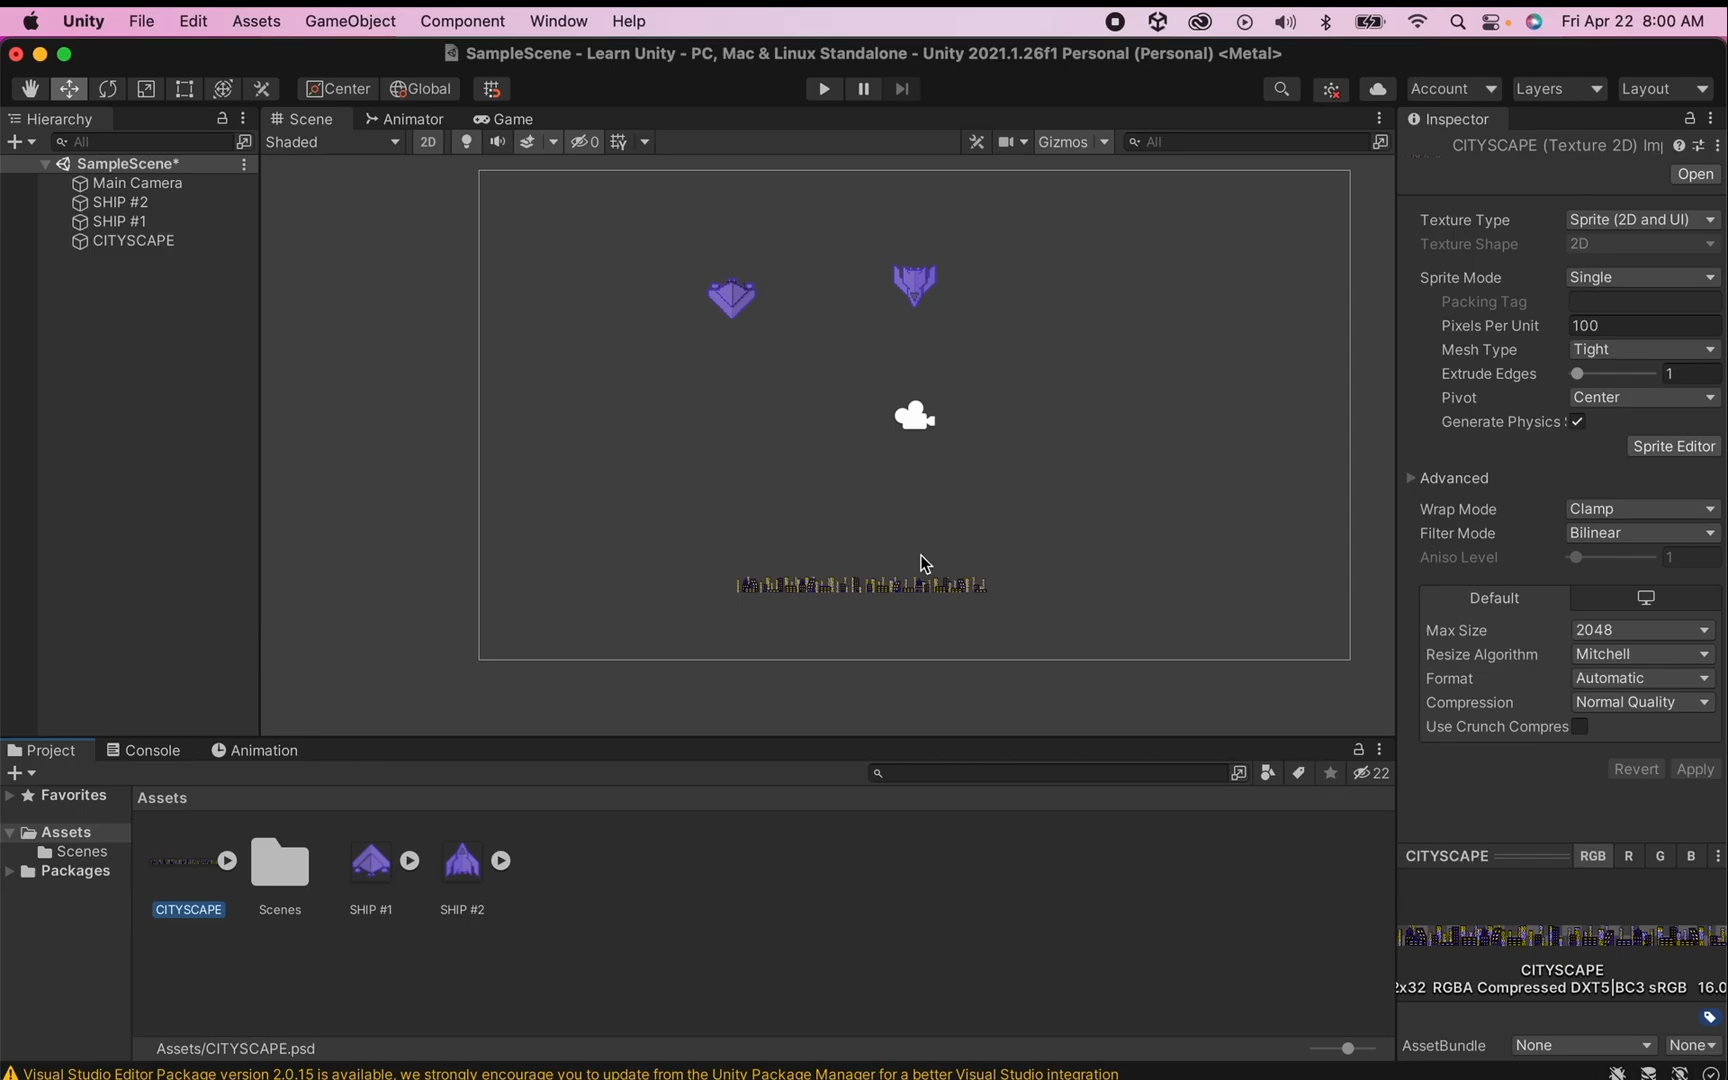 Unity File Edit Assets GameObject Component Window Help Fri Apr 22 8:00 AM
SampleScene - Learn Unity - PC, Mac & Linux Standalone - Unity 2021.1.26f1 Personal (Personal) <Metal>
Center Global Account Layers Layout
Hierarchy Scene Animator Game Inspector
All Shaded 2D 0 Gizmos All
CITYSCAPE (Texture 2D) Im
Open
SampleScene*
Main Camera
SHIP #2
SHIP #1
CITYSCAPE
Texture Type Sprite (2D and UI)
Texture Shape 2D
Sprite Mode Single
Packing Tag
Pixels Per Unit 100
Mesh Type Tight
Extrude Edges 1
Pivot Center
Generate Physics
Sprite Editor
Advanced
Wrap Mode Clamp
Filter Mode Bilinear
Aniso Level 1
Default
Max Size 2048
Resize Algorithm Mitchell
Format Automatic
Compression Normal Quality
Use Crunch Compres
Revert Apply
Project Console Animation
22
Favorites
Assets
Scenes
Packages
Assets
CITYSCAPE Scenes SHIP #1 SHIP #2
Assets/CITYSCAPE.psd
CITYSCAPE RGB R G B
CITYSCAPE
2x32 RGBA Compressed DXT5|BC3 sRGB 16.0
AssetBundle None None
Visual Studio Editor Package version 2.0.15 is available, we strongly encourage you to update from the Unity Package Manager for a better Visual Studio integration